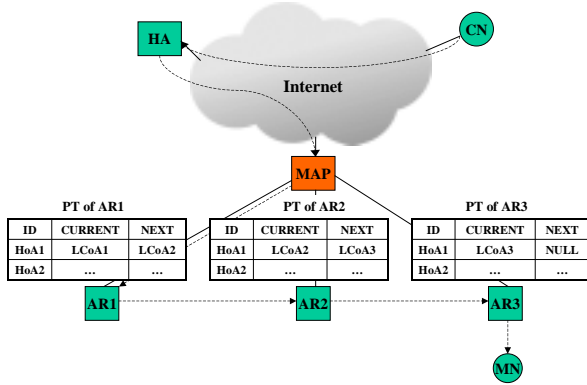 HA
CN
Internet
MAP
PT of AR1 PT of AR2 PT of AR3
ID CURRENT NEXT ID CURRENT NEXT ID CURRENT NEXT
HoA1 LCoA1 LCoA2 HoA1 LCoA2 LCoA3 HoA1 LCoA3 NULL
HoA2 ... ... HoA2 ... ... HoA2 ... ...
AR1 AR2 AR3
MN